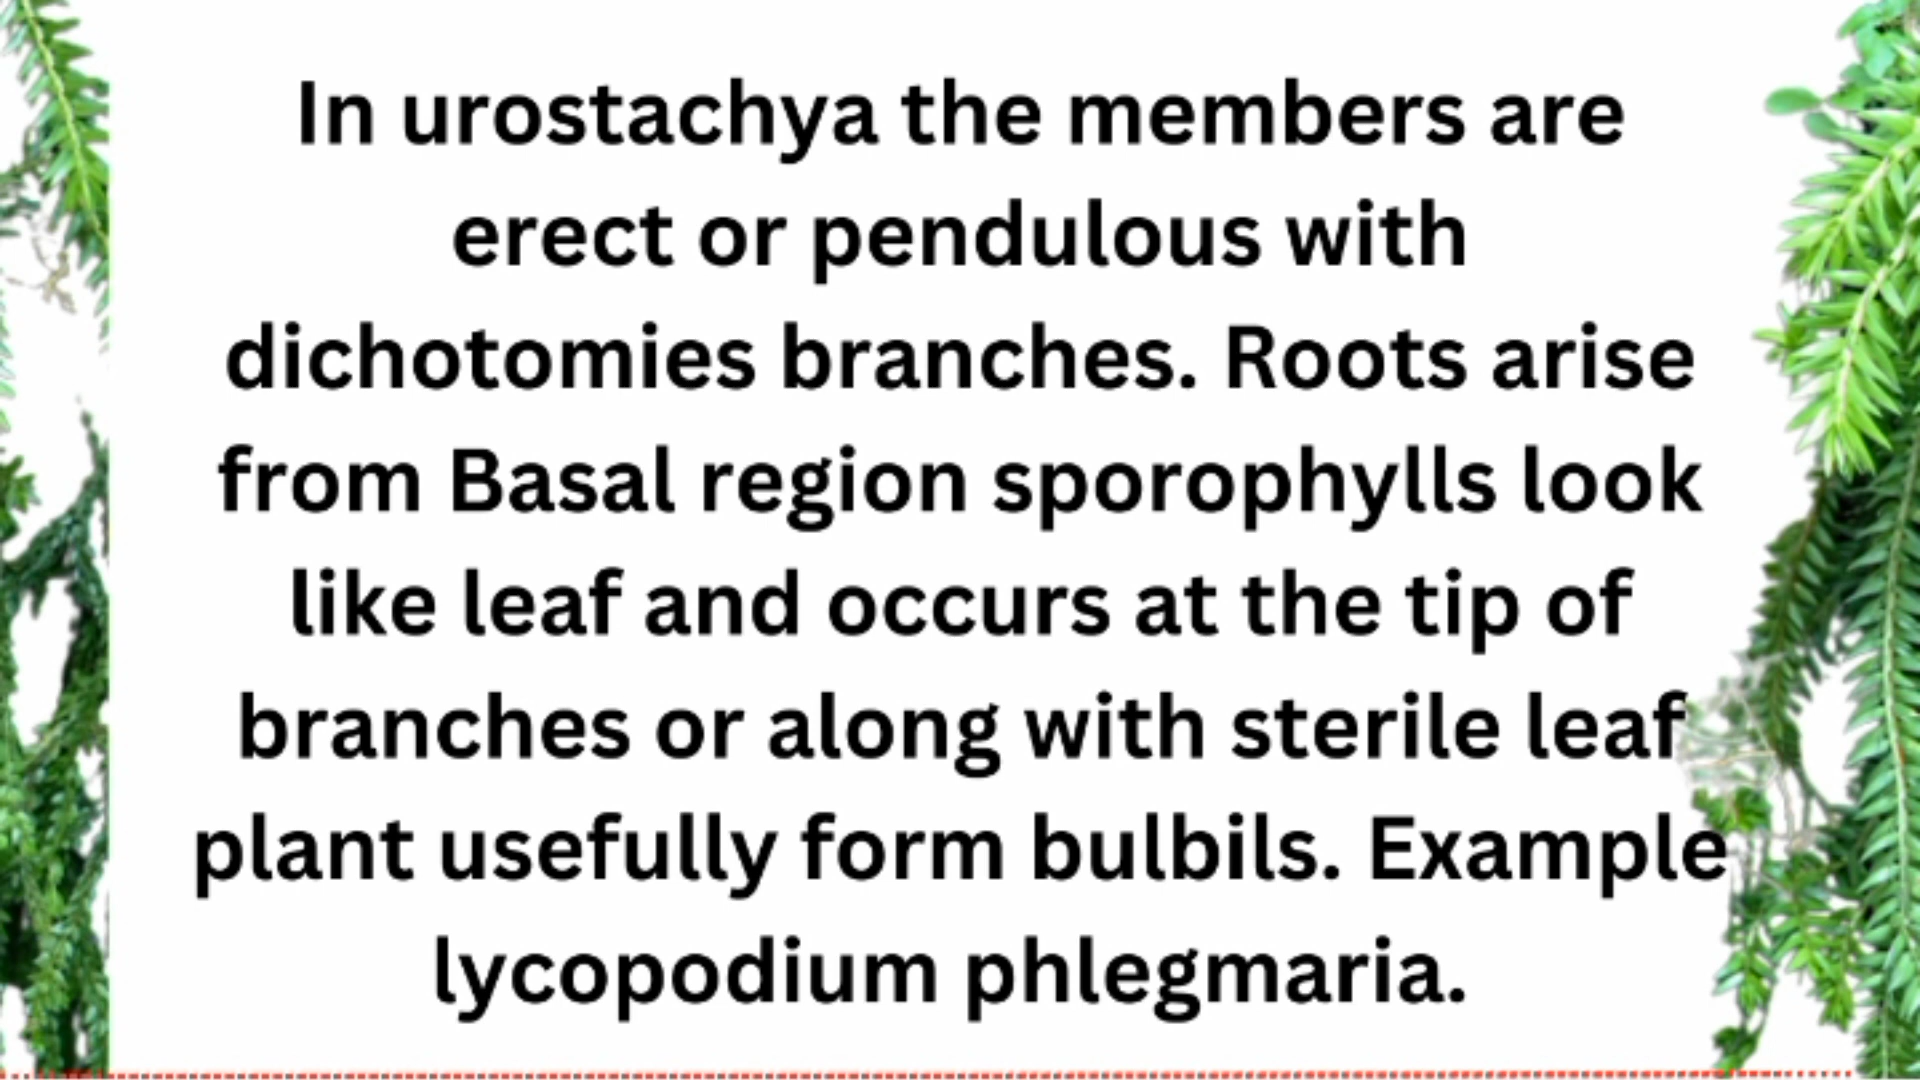 In urostachya the members are
erect or pendulous with
dichotomies branches. Roots arise
from Basal region sporophylls look
like leaf and occurs at the tip of
branches or along with sterile leaf
plant usefully form bulbils. Example
lycopodium phlegmaria.